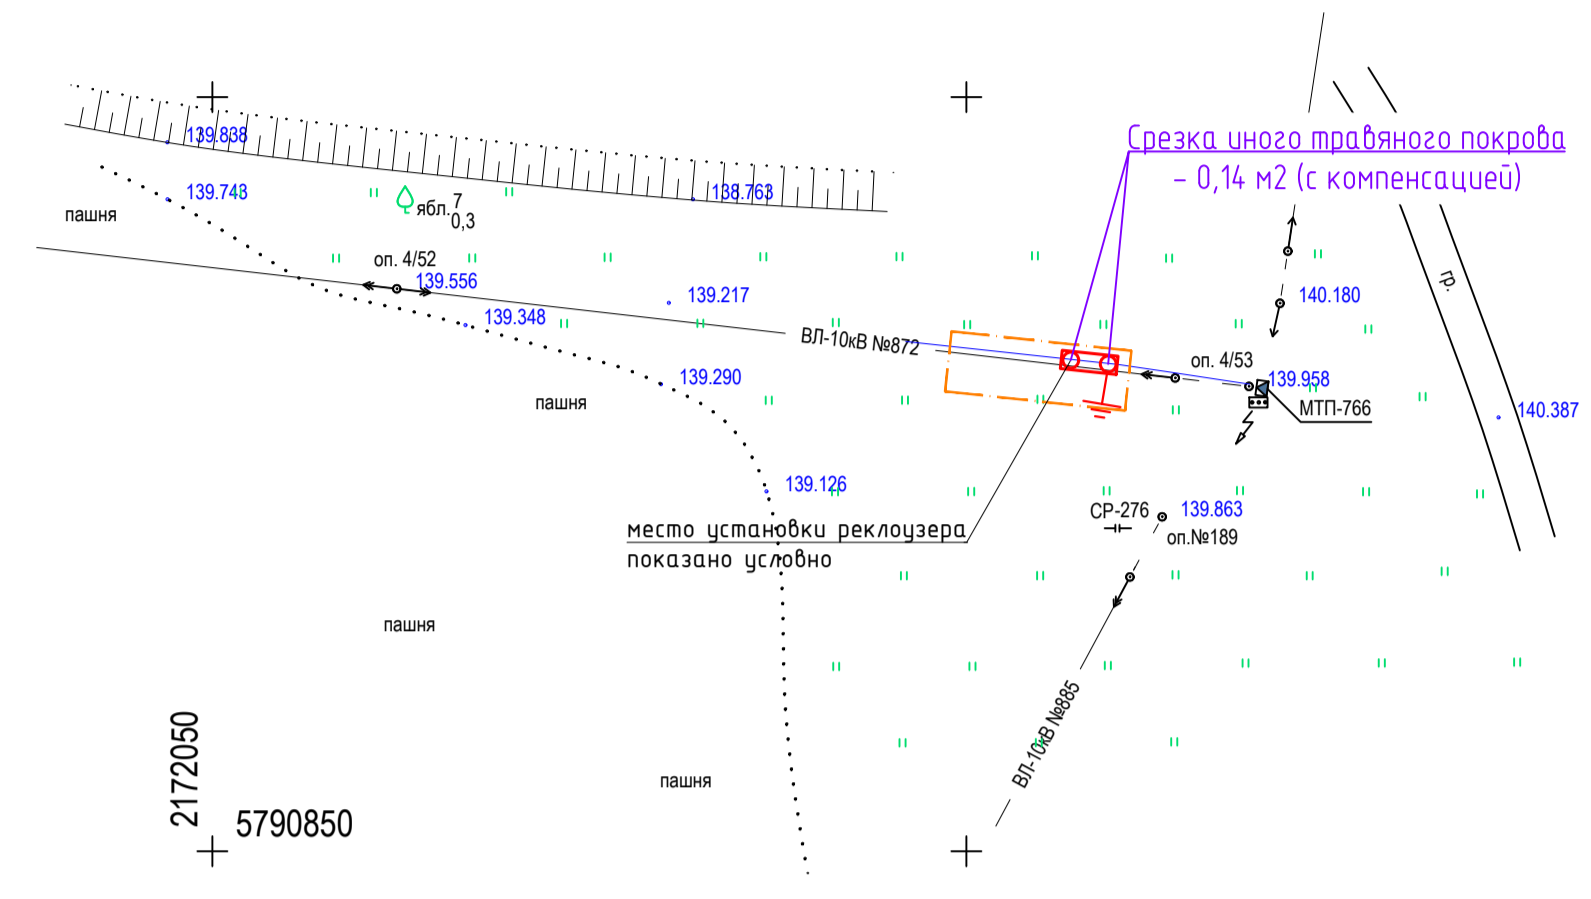 Срезка иного травяного покрова
- 0,14 м2 (с компенсацией)
139.838
139.743
138.763
пашня
ябл.
7
0,3
оп. 4/52
139.556
139.217
139.348
гр.
140.180
ВЛ-10кВ №872
оп. 4/53
139.290
139.958
пашня
МТП-766
140.387
139.126
СР-276
139.863
место установки реклоузера
показано условно
оп.№189
пашня
ВЛ-10кВ №885
пашня
2172050
5790850